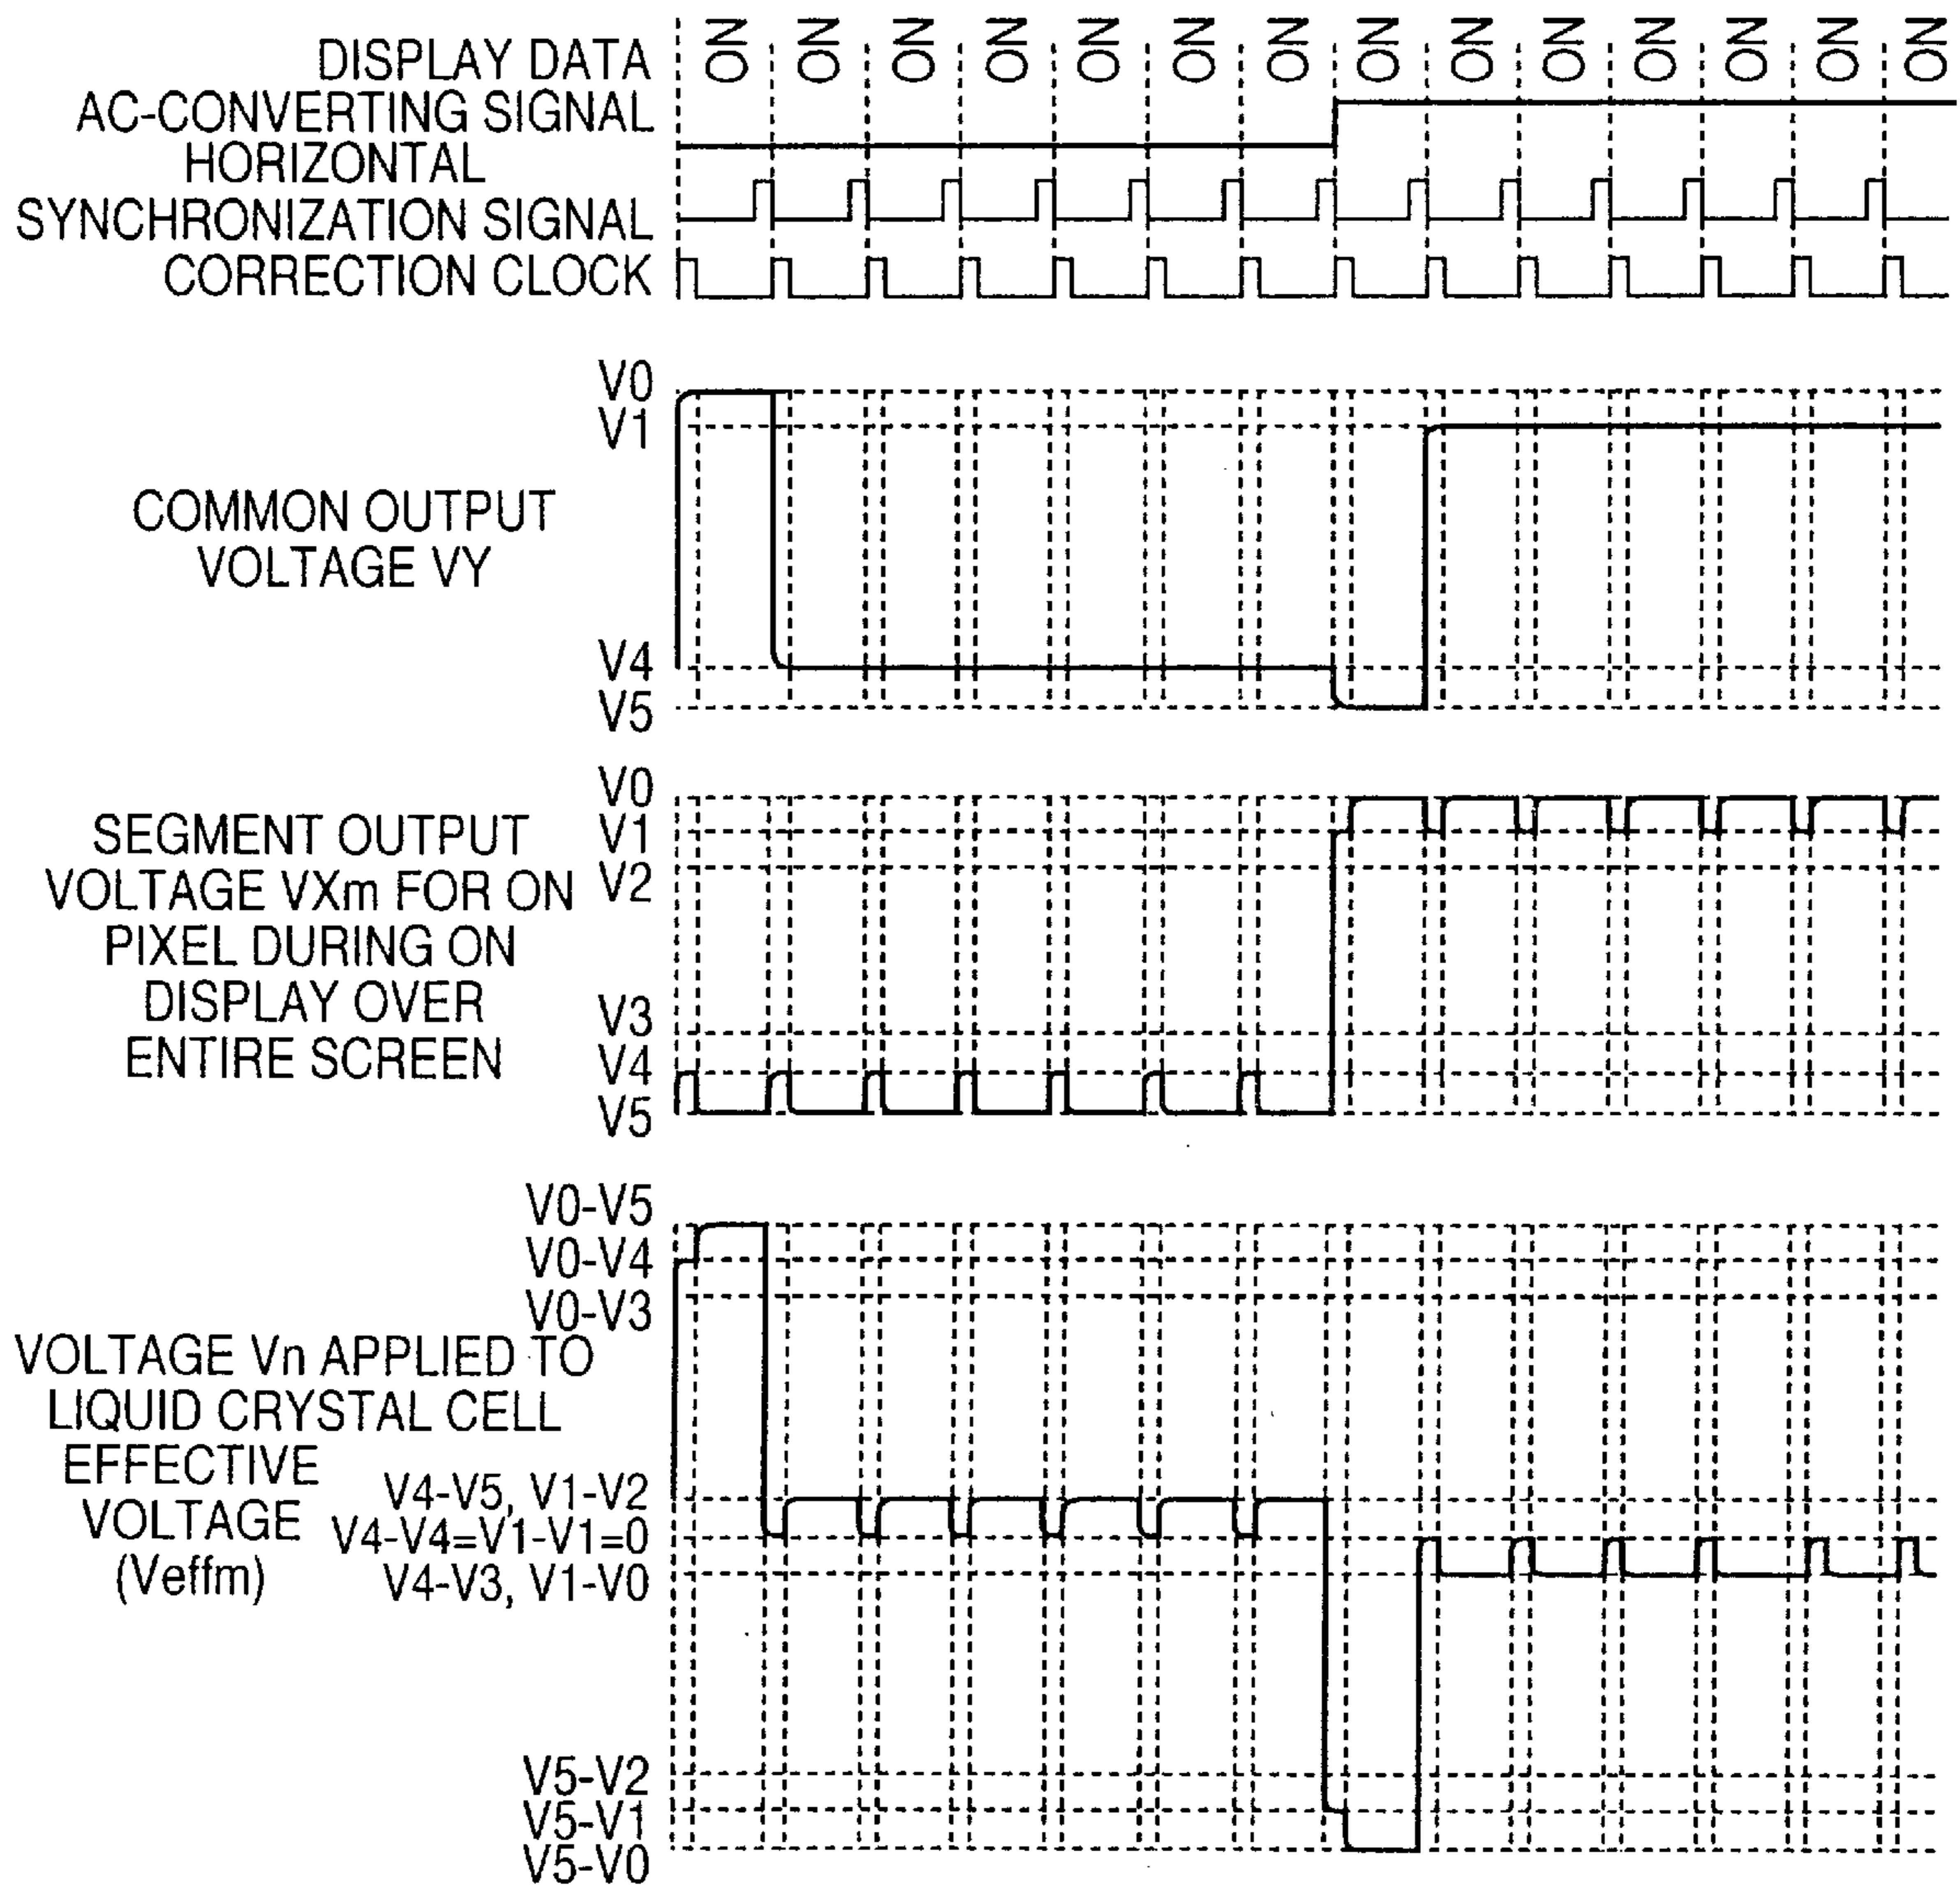 ON ON ON ON ON ON ON ON ON ON ON ON ON ON
DISPLAY DATA
AC-CONVERTING SIGNAL
HORIZONTAL
SYNCHRONIZATION SIGNAL
CORRECTION CLOCK
V0
V1
COMMON OUTPUT
VOLTAGE VY
V4
V5
V0
V1
V2
SEGMENT OUTPUT
VOLTAGE VXm FOR ON
PIXEL DURING ON
DISPLAY OVER
ENTIRE SCREEN
V3
V4
V5
V0-V5
V0-V4
V0-V3
VOLTAGE Vn APPLIED TO
LIQUID CRYSTAL CELL
EFFECTIVE
VOLTAGE
(Veffm)
V4-V5, V1-V2
V4-V4=V1-V1=0
V4-V3, V1-V0
V5-V2
V5-V1
V5-V0